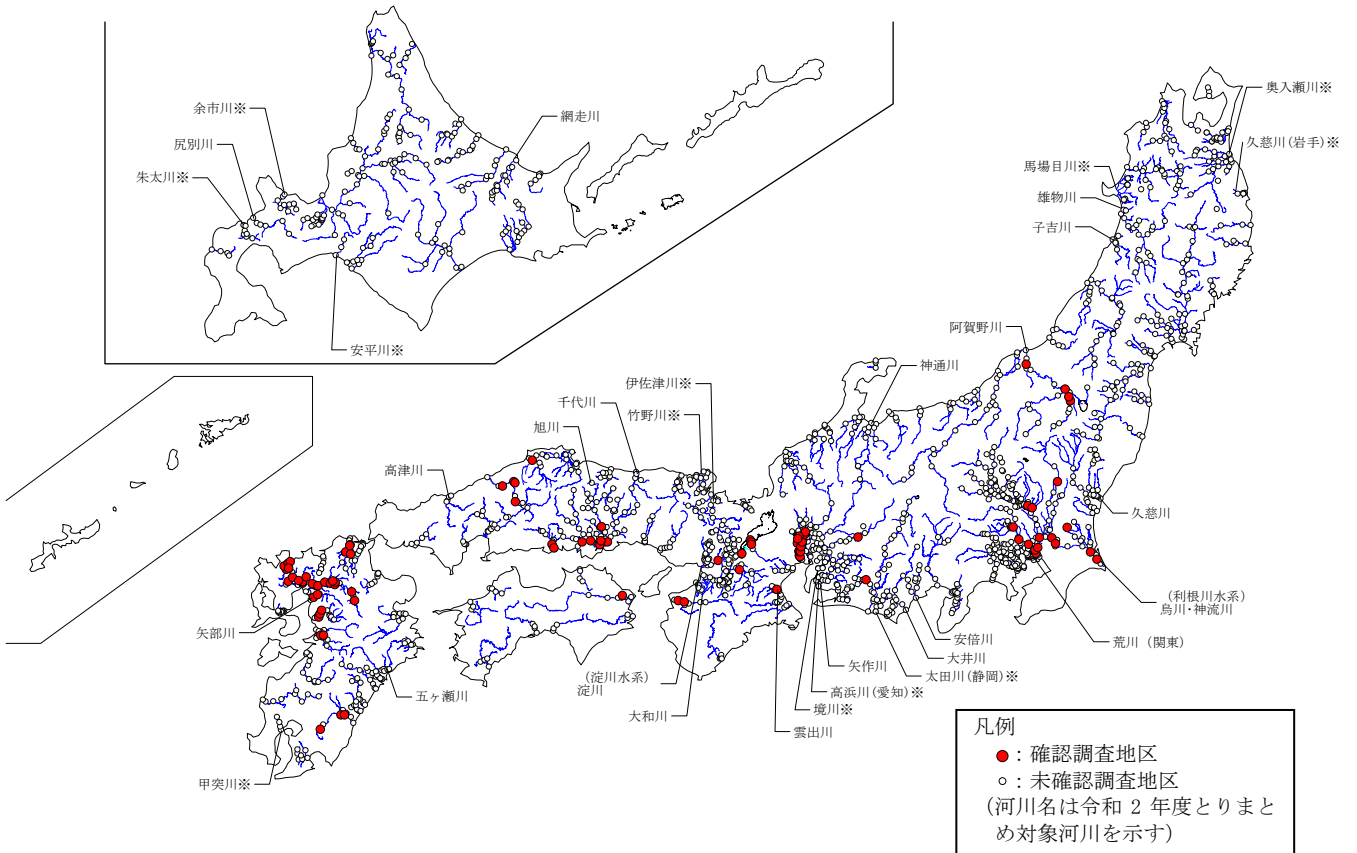 余市川※
尻別川
朱太川※
網走川
安平川※
奥入瀬川※
久慈川(岩手)※
馬場目川※
雄物川
子吉川
阿賀野川
神通川
伊佐津川※
竹野川※
千代川
旭川
高津川
久慈川
(利根川水系)
烏川・神流川
荒川 (関東)
安倍川
大井川
太田川(静岡)※
矢作川
高浜川(愛知)※
境川※
雲出川
(淀川水系)
淀川
大和川
矢部川
五ヶ瀬川
甲突川※
凡例
●：確認調査地区
○：未確認調査地区
(河川名は令和 2 年度とりまと
め対象河川を示す)